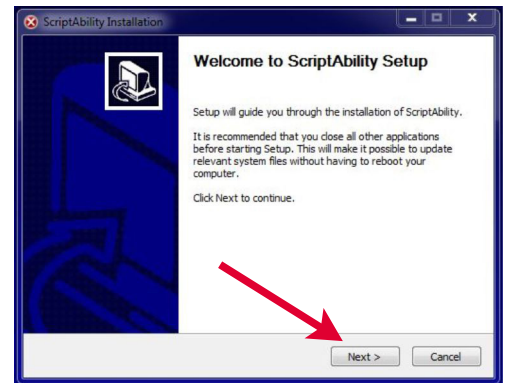 ScriptAbility Installation
Welcome to ScriptAbility Setup
Setup will guide you through the installation of ScriptAbility.
It is recommended that you close all other applications
before starting Setup. This will make it possible to update
relevant system files without having to reboot your
computer.
Click Next to continue.
Next >
Cancel